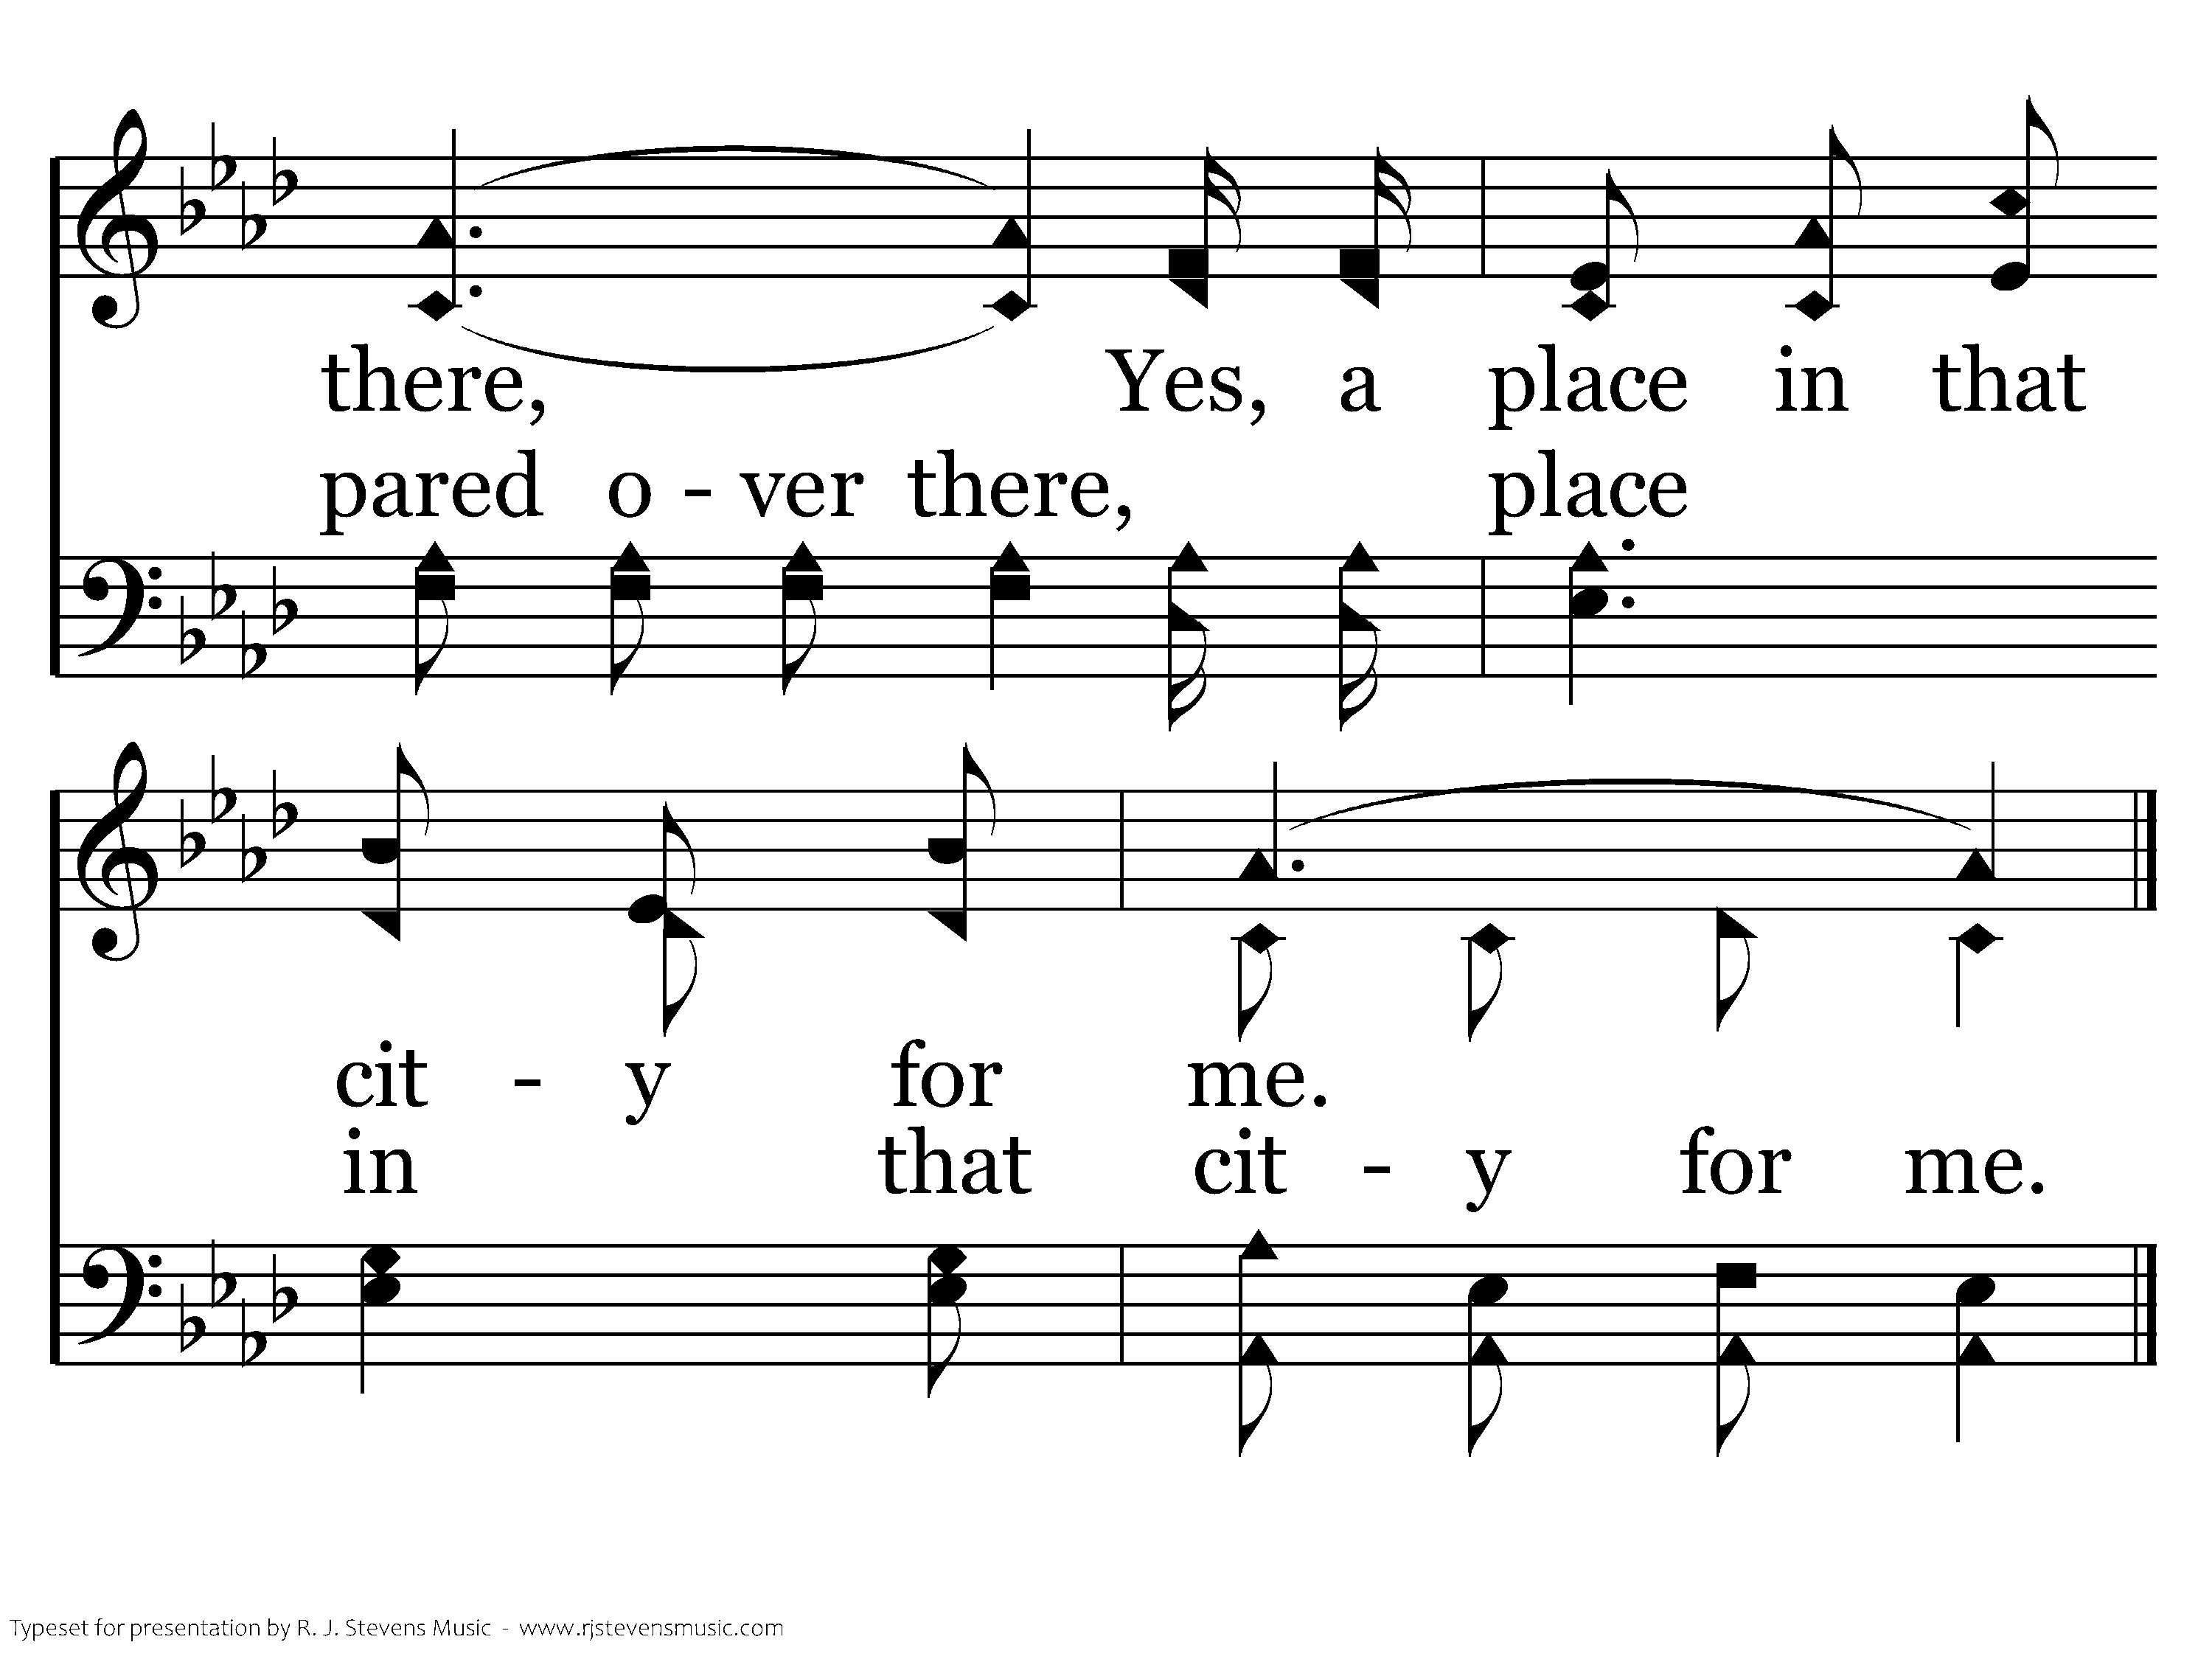 there, Yes, a place in that
pared o - ver there, place
cit - y for me.
in that cit - y for me.
Typeset for presentation by R. J. Stevens Music - www.rjstevensmusic.com